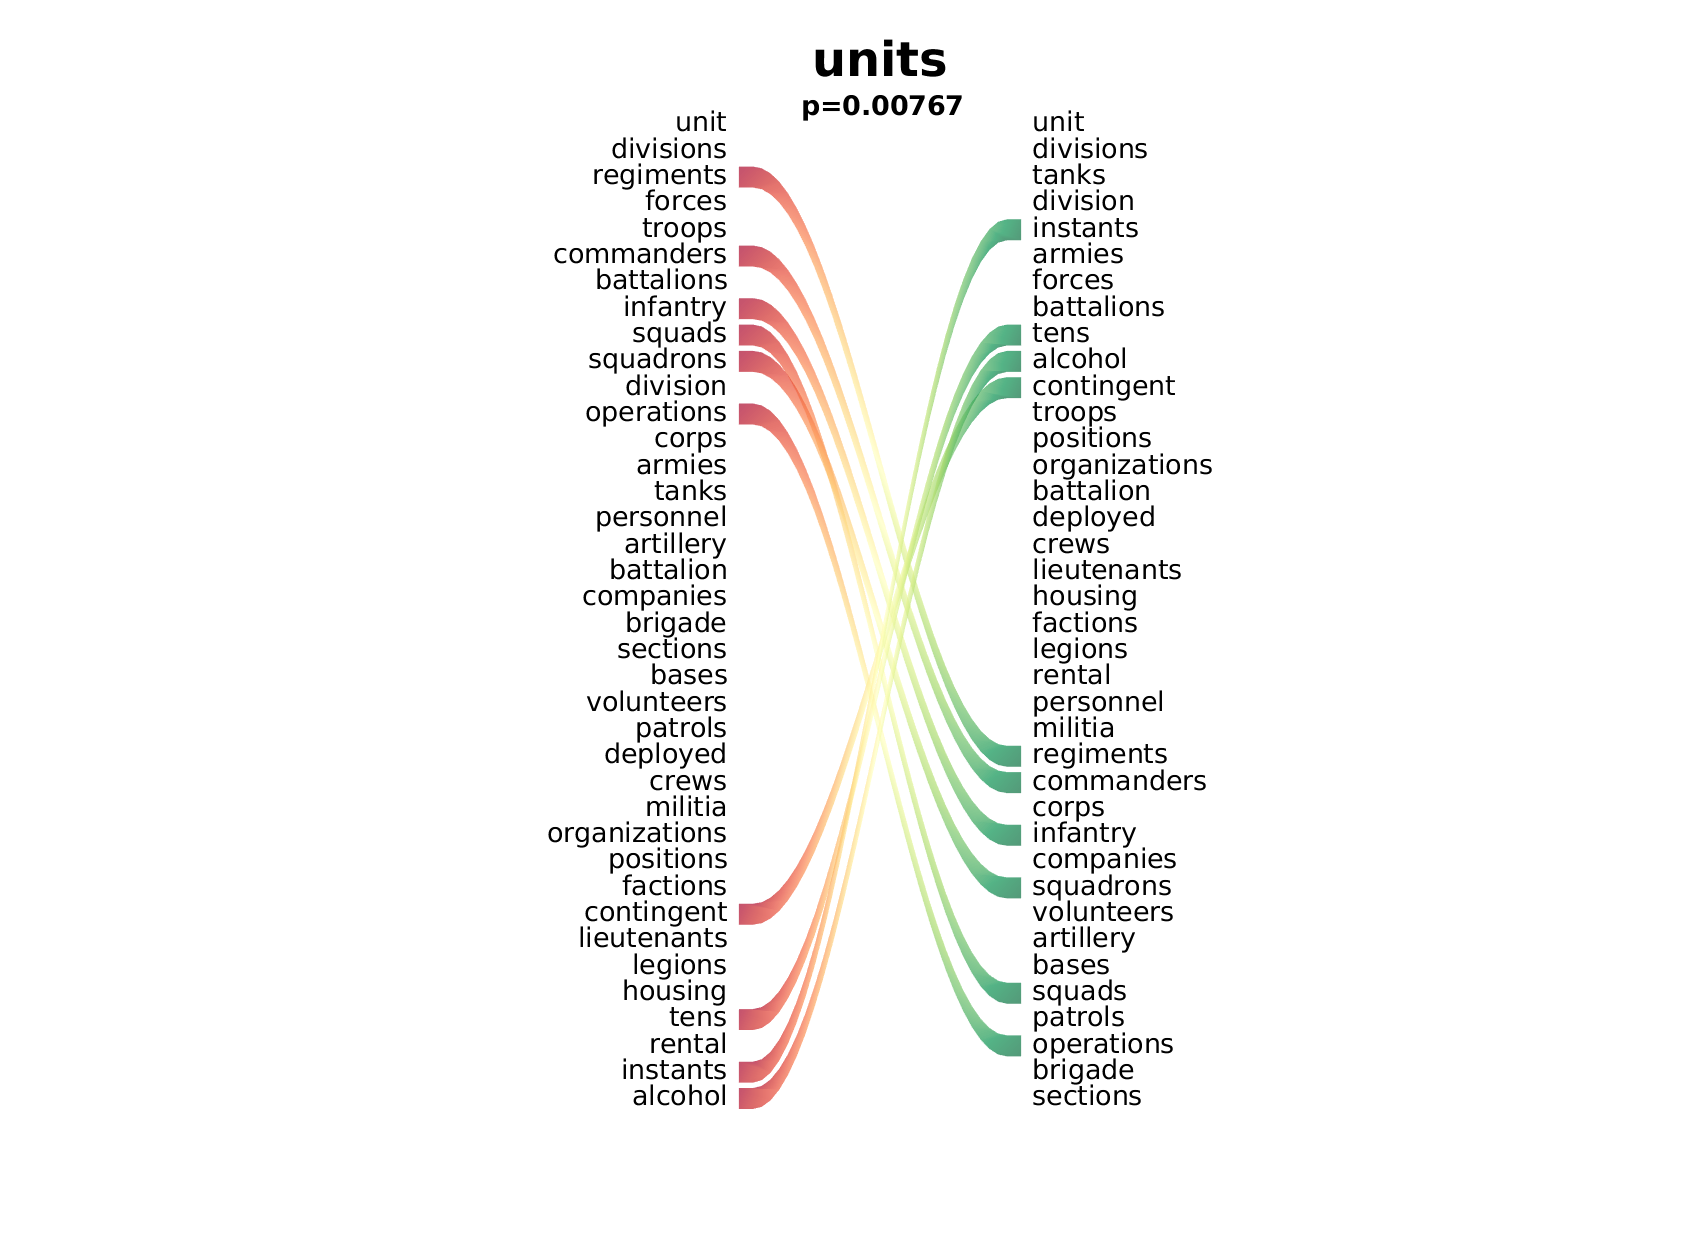 units
p=0.00767
unit unit
divisions divisions
regiments tanks
forces division
troops instants
commanders armies
battalions forces
infantry battalions
squads tens
squadrons alcohol
division contingent
operations troops
corps positions
armies organizations
tanks battalion
personnel deployed
artillery crews
battalion lieutenants
companies housing
brigade factions
sections legions
bases rental
volunteers personnel
patrols militia
deployed regiments
crews commanders
militia corps
organizations infantry
positions companies
factions squadrons
contingent volunteers
lieutenants artillery
legions bases
housing squads
tens patrols
rental operations
instants brigade
alcohol sections